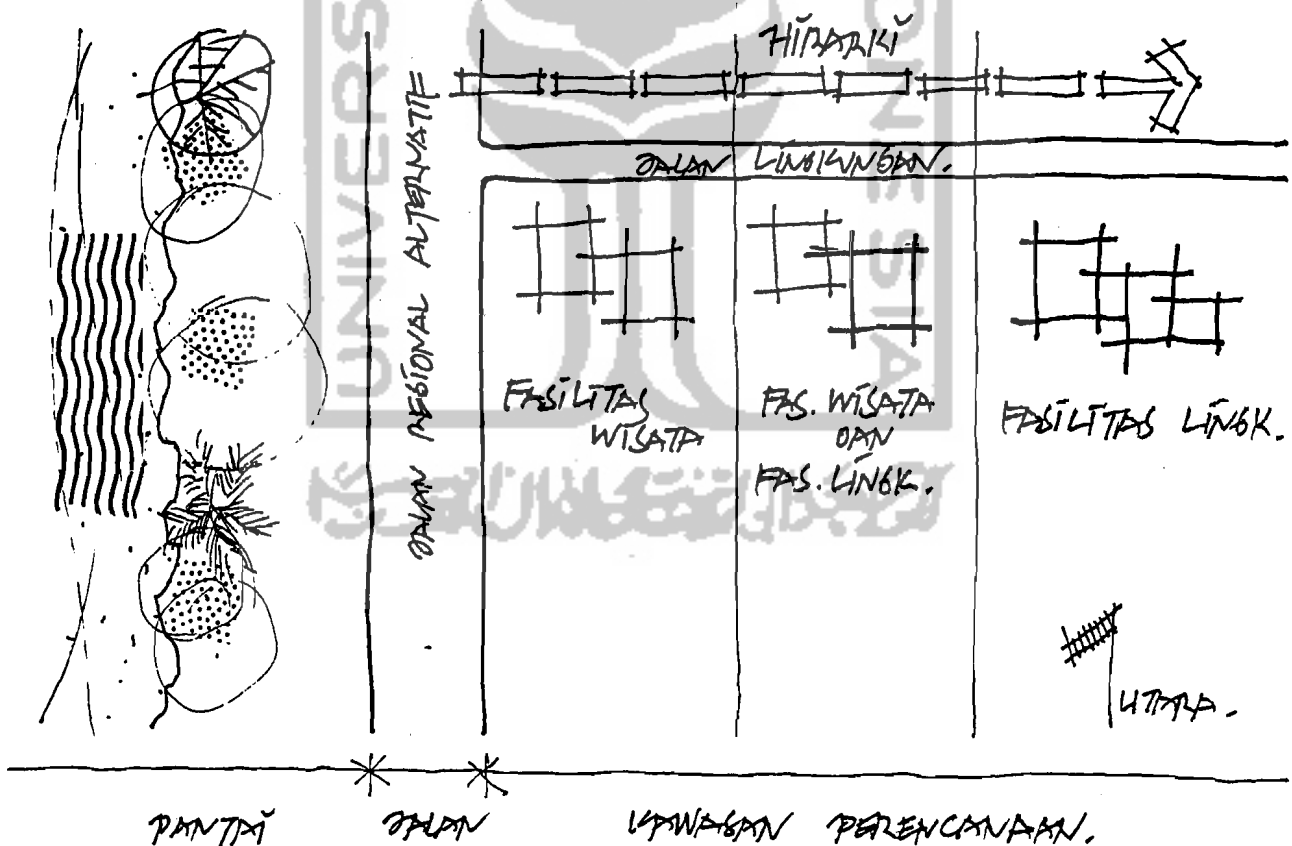 HIRARKI
JALAN LINGKUNGAN.
JALAN REGIONAL ALTERNATIF
FASILITAS
WISATA
FAS. WISATA
DAN
FAS. LINGK.
FASILITAS LINGK.
UTARA.
PANTAI
JALAN
KAWASAN PERENCANAAN.